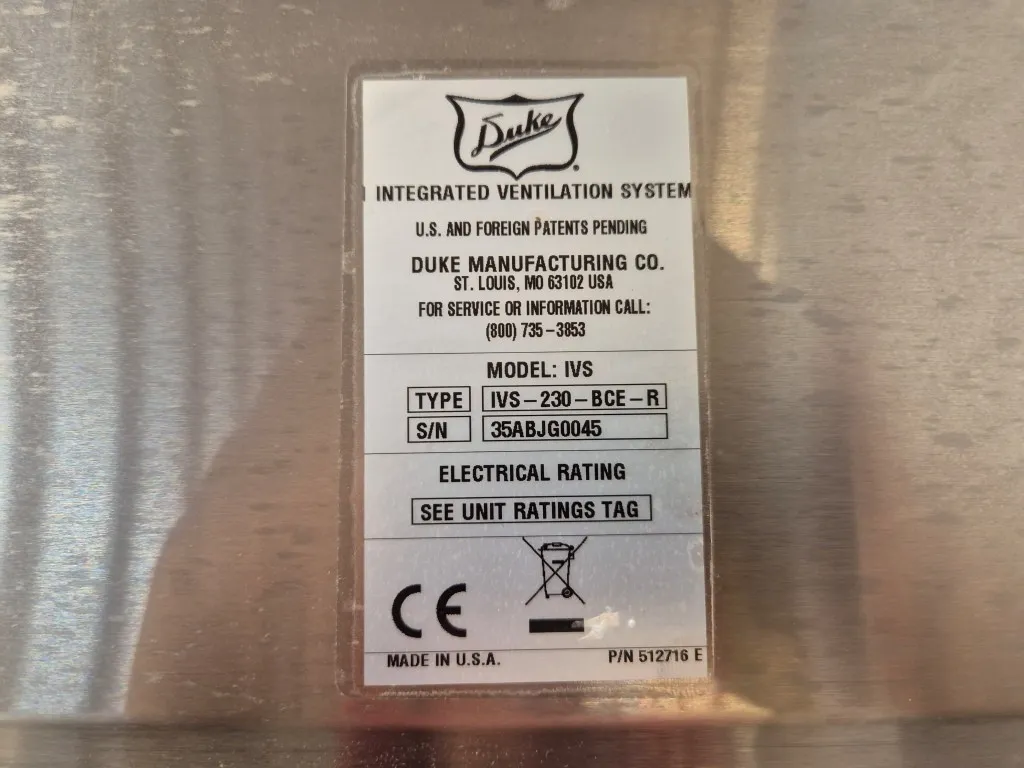 Duke
INTEGRATED VENTILATION SYSTEM
U.S. AND FOREIGN PATENTS PENDING
DUKE MANUFACTURING CO.
ST. LOUIS, MO 63102 USA
FOR SERVICE OR INFORMATION CALL:
(800) 735-3853
MODEL: IVS
TYPE IVS-230-BCE-R
S/N 35ABJG0045
ELECTRICAL RATING
SEE UNIT RATINGS TAG
CE
MADE IN U.S.A. P/N 512716 E